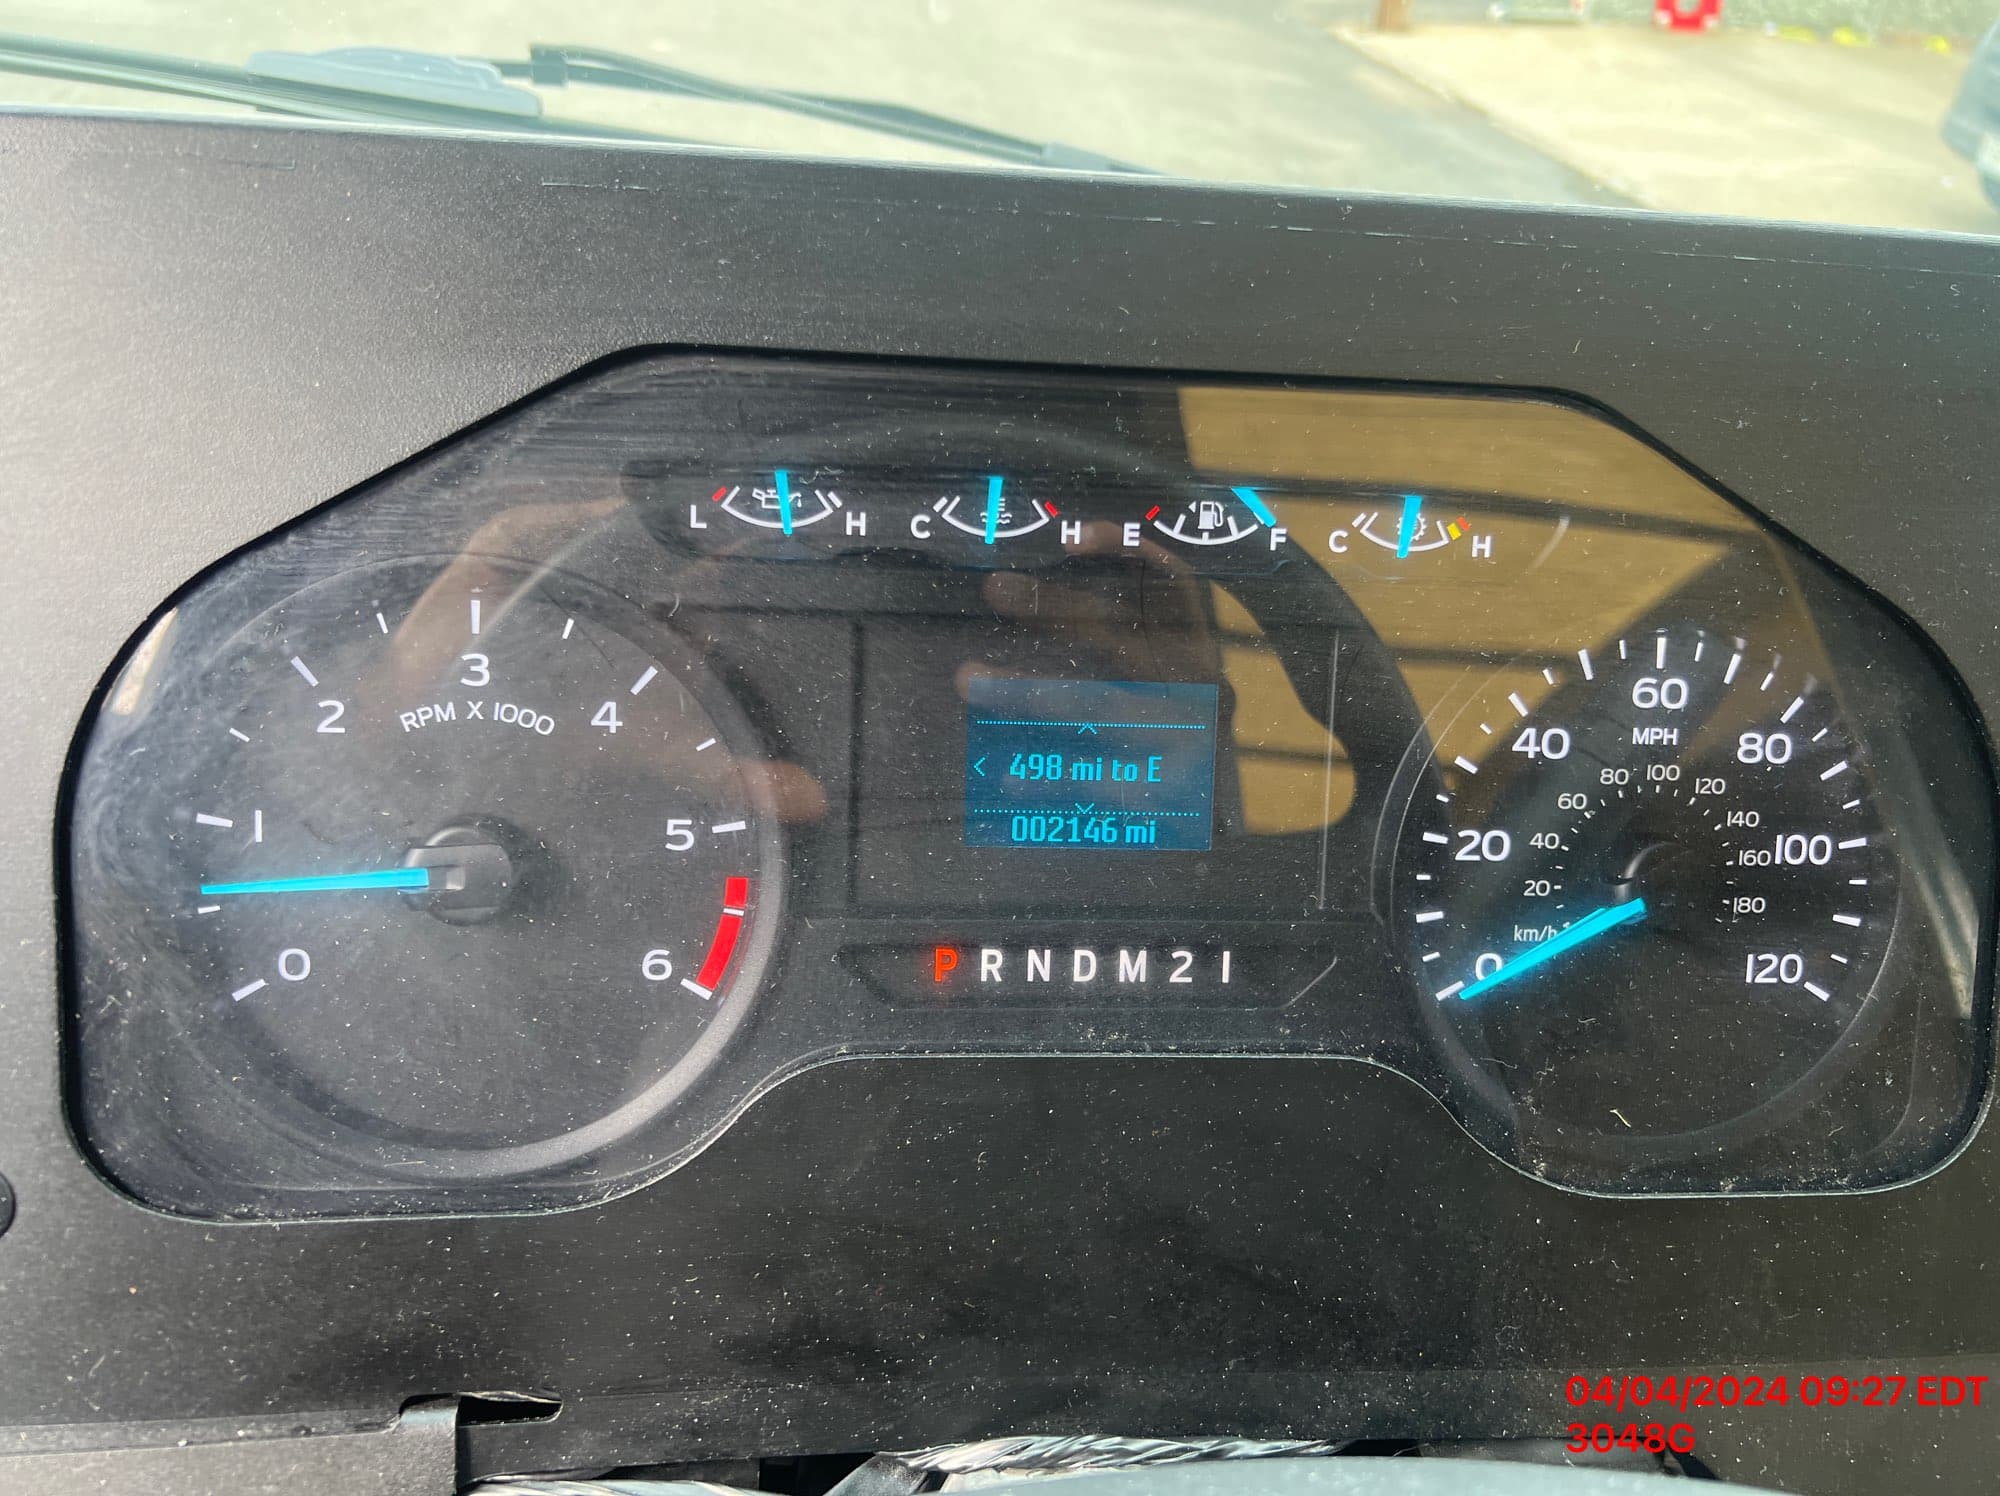 L H C H E F C H
3
2 4
RPM X 1000
1 5
0 6
498 mi to E
002146 mi
P R N D M 2 1
60
MPH
40 80
80 100 120
60 140
20 40 160 100
20 180
km/h
0 120
04/04/2024 09:27 EDT
3048G